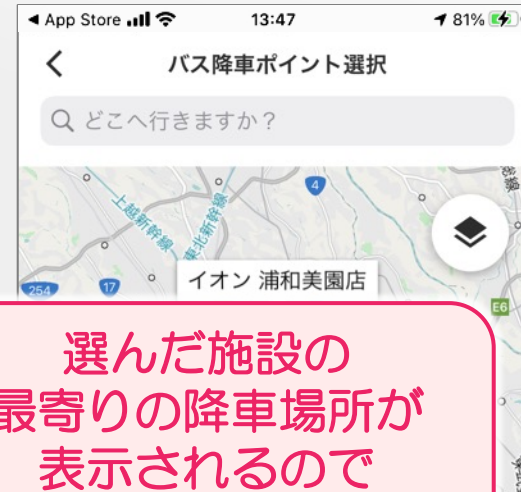 App Store 13:47 81%
バス降車ポイント選択
どこへ行きますか？
4
上越新幹線
東北新幹線
イオン 浦和美園店
254
17
E6
選んだ施設の
最寄りの降車場所が
表示されるので